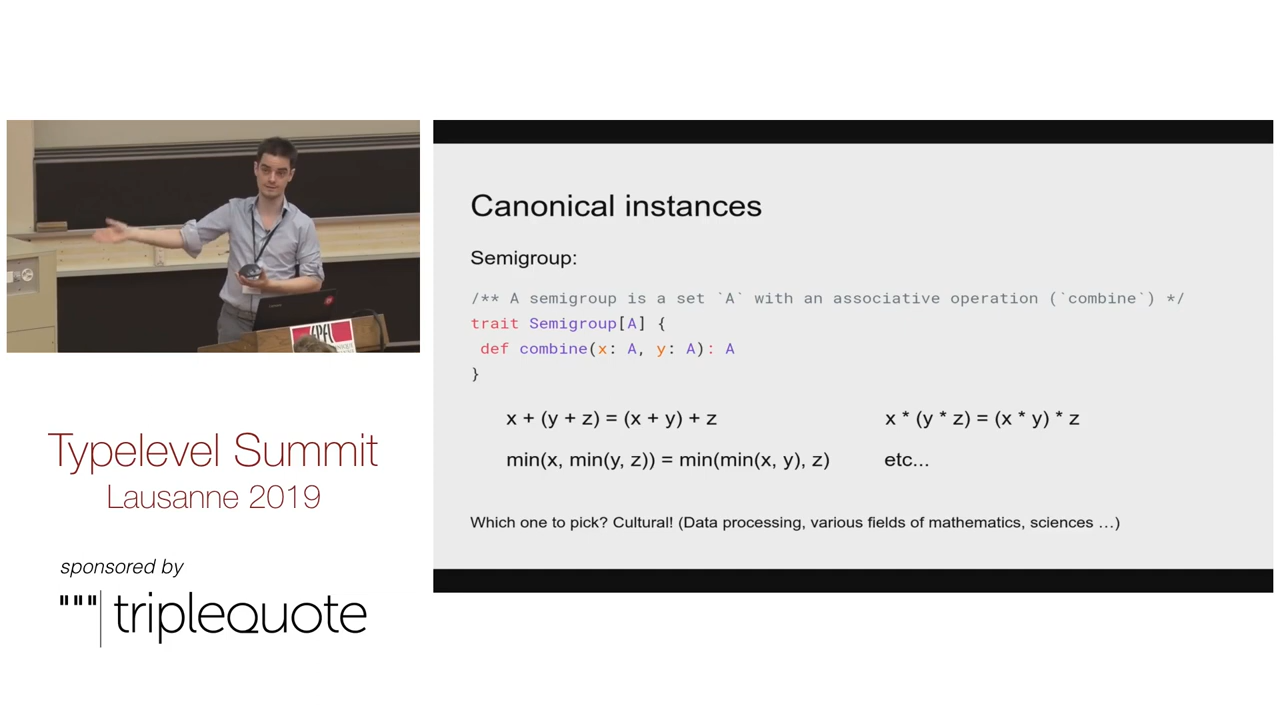 Canonical instances
Semigroup:
/** A semigroup is a set `A` with an associative operation (`combine`) */
trait Semigroup[A] {
def combine(x: A, y: A): A
}
x + (y + z) = (x + y) + z
x * (y * z) = (x * y) * z
min(x, min(y, z)) = min(min(x, y), z)
etc...
Which one to pick? Cultural! (Data processing, various fields of mathematics, sciences …)
Typelevel Summit
Lausanne 2019
sponsored by
"""|triplequote